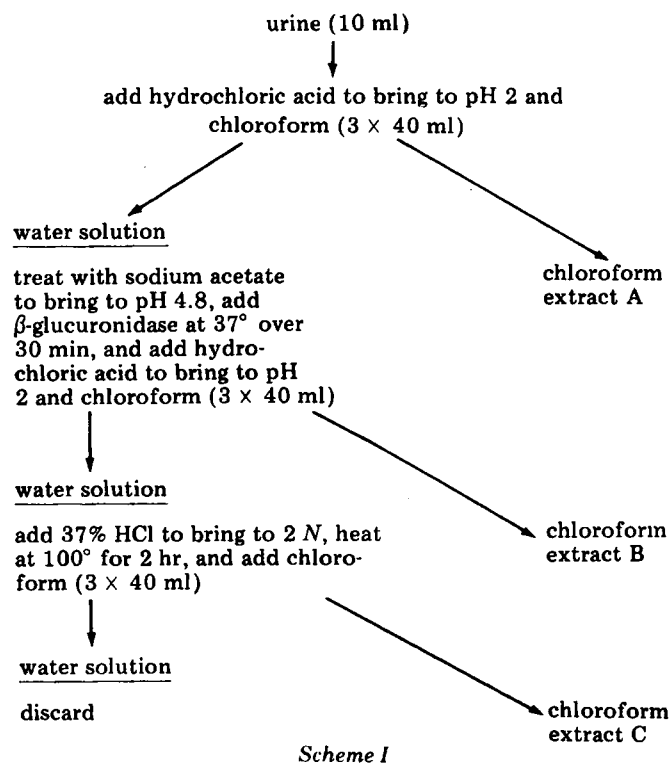 urine (10 ml)
add hydrochloric acid to bring to pH 2 and
chloroform (3 × 40 ml)
water solution
treat with sodium acetate
to bring to pH 4.8, add
β-glucuronidase at 37° over
30 min, and add hydro-
chloric acid to bring to pH
2 and chloroform (3 × 40 ml)
chloroform
extract A
water solution
add 37% HCl to bring to 2 N, heat
at 100° for 2 hr, and add chloro-
form (3 × 40 ml)
chloroform
extract B
water solution
discard
chloroform
extract C
Scheme I